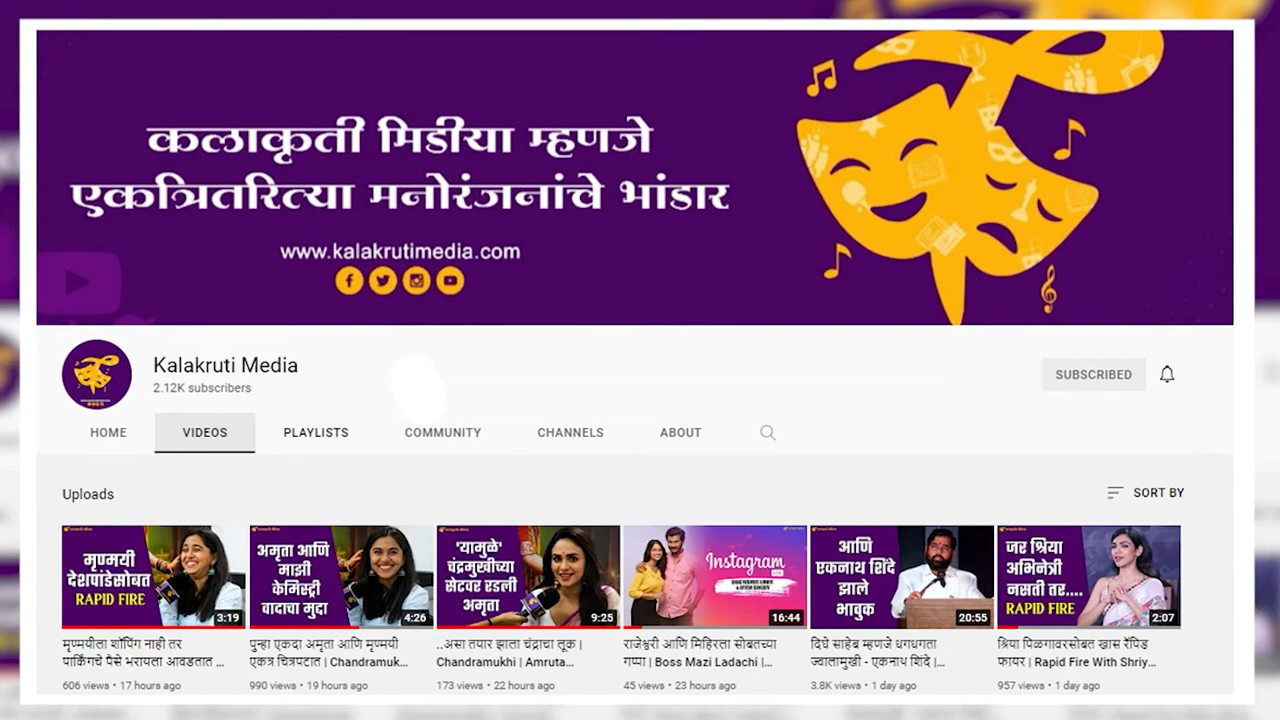 कलाकृती मिडीया म्हणजे
एकत्रितरित्या मनोरंजनांचे भांडार
www.kalakrutimedia.com
Kalakruti Media
2.12K subscribers
SUBSCRIBED
HOME VIDEOS PLAYLISTS COMMUNITY CHANNELS ABOUT
Uploads
SORT BY
मृण्मयी
देशपांडेसोबत
RAPID FIRE
3:19
मृण्मयीला शॉपिंग नाही तर
पार्किंगचे पैसे भरायला आवडतात ...
606 views • 17 hours ago
अमृता आणि
माझी
केमिस्ट्री
वादाचा मुद्दा
4:26
पुन्हा एकदा अमृता आणि मृण्मयी
एकत्र चित्रपटात | Chandramuk...
990 views • 19 hours ago
'यामुळे'
चंद्रमुखीच्या
सेटवर रडली
अमृता
9:25
..असा तयार झाला चंद्राचा लूक |
Chandramukhi | Amruta...
173 views • 22 hours ago
Instagram
16:44
राजेश्वरी आणि मिहिरला सोबतच्या
गप्पा | Boss Mazi Ladachi |...
45 views • 23 hours ago
आणि
एकनाथ शिंदे
झाले
भावुक
20:55
दिघे साहेब म्हणजे धगधगता
ज्वालामुखी - एकनाथ शिंदे |...
3.8K views • 1 day ago
जर श्रिया
अभिनेत्री
नसती तर....
RAPID FIRE
2:07
श्रिया पिळगावरसोबत खास रॅपिड
फायर | Rapid Fire With Shriy...
957 views • 1 day ago